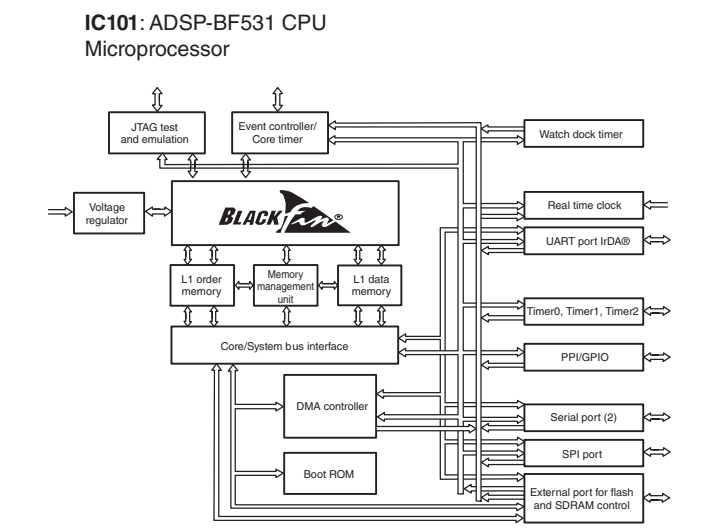 IC101: ADSP-BF531 CPU
Microprocessor
JTAG test
and emulation
Event controller/
Core timer
Watch dock timer
Voltage
regulator
BLACKfin®
Real time clock
UART port IrDA®
L1 order
memory
Memory
management
unit
L1 data
memory
Timer0, Timer1, Timer2
Core/System bus interface
PPI/GPIO
DMA controller
Serial port (2)
SPI port
Boot ROM
External port for flash
and SDRAM control